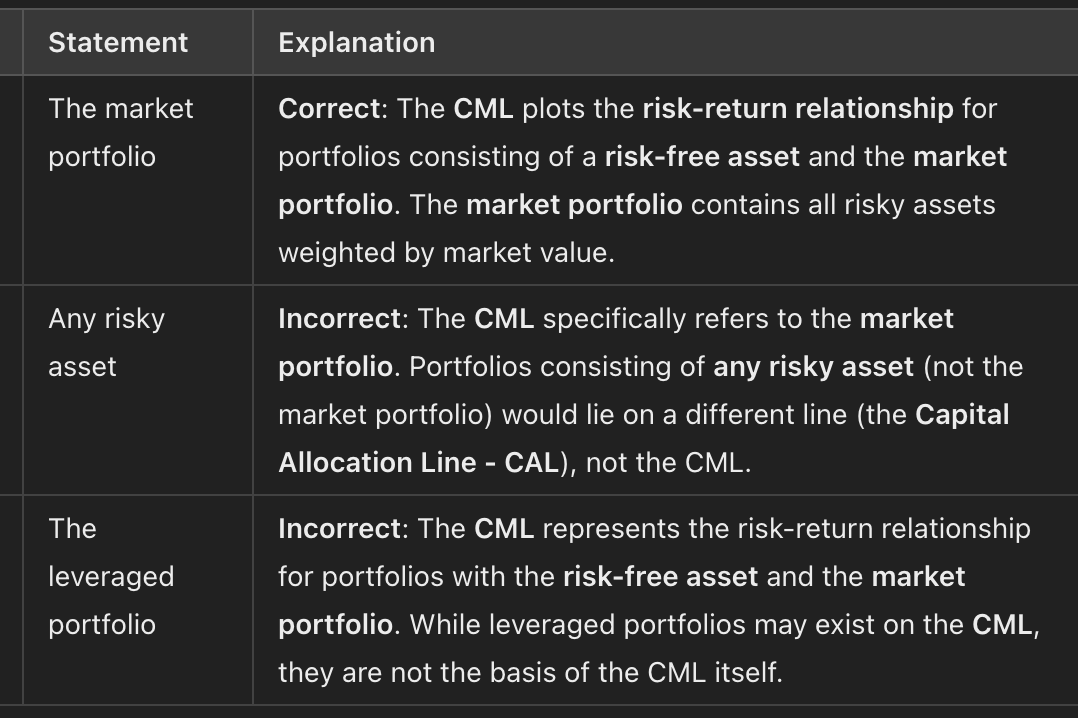 Statement
Explanation
The market
portfolio
Correct: The CML plots the risk-return relationship for
portfolios consisting of a risk-free asset and the market
portfolio. The market portfolio contains all risky assets
weighted by market value.
Any risky
asset
Incorrect: The CML specifically refers to the market
portfolio. Portfolios consisting of any risky asset (not the
market portfolio) would lie on a different line (the Capital
Allocation Line - CAL), not the CML.
The
leveraged
portfolio
Incorrect: The CML represents the risk-return relationship
for portfolios with the risk-free asset and the market
portfolio. While leveraged portfolios may exist on the CML,
they are not the basis of the CML itself.